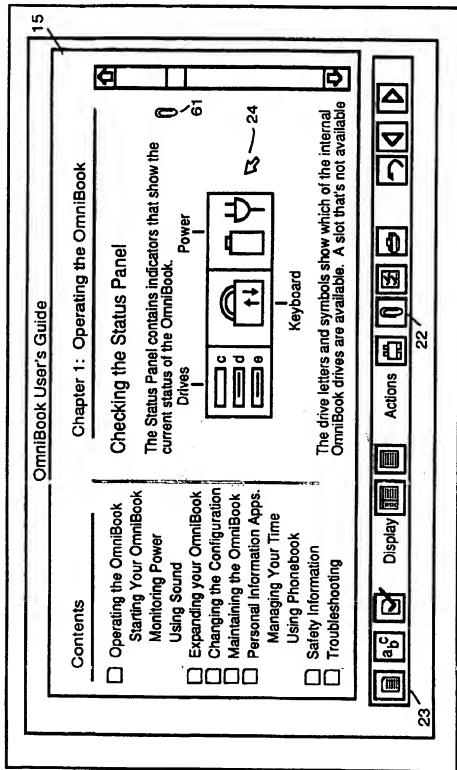 15
OmniBook User's Guide
Contents
Operating the OmniBook
Starting Your OmniBook
Monitoring Power
Using Sound
Expanding your OmniBook
Changing the Configuration
Maintaining the OmniBook
Personal Information Apps.
Managing Your Time
Using Phonebook
Safety Information
Troubleshooting
Chapter 1: Operating the OmniBook
Checking the Status Panel
The Status Panel contains indicators that show the
current status of the OmniBook.
61
Drives
Power
24
c
d
e
Keyboard
The drive letters and symbols show which of the internal
OmniBook drives are available. A slot that's not available
abc
Display
Actions
23
22